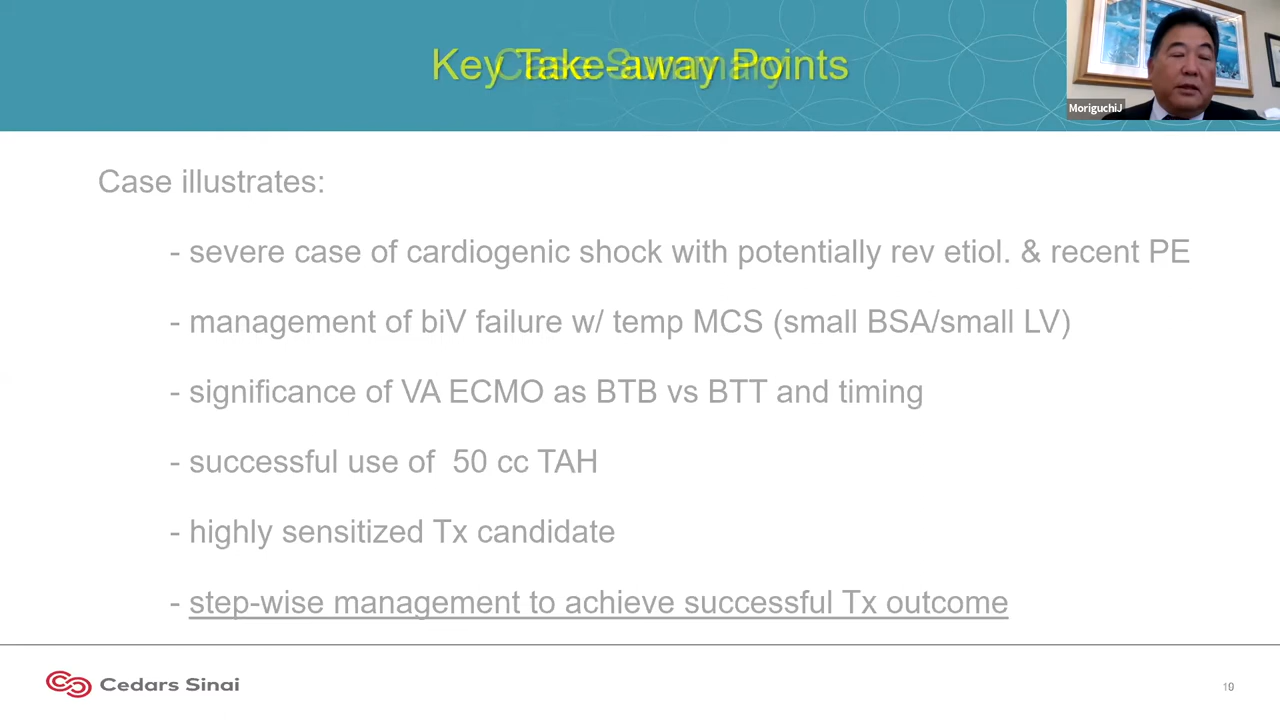 Key Take-away Points
Case Summary
MoriguchiJ
Case illustrates:
- severe case of cardiogenic shock with potentially rev etiol. & recent PE
- management of biV failure w/ temp MCS (small BSA/small LV)
- significance of VA ECMO as BTB vs BTT and timing
- successful use of  50 cc TAH
- highly sensitized Tx candidate
- step-wise management to achieve successful Tx outcome
Cedars Sinai